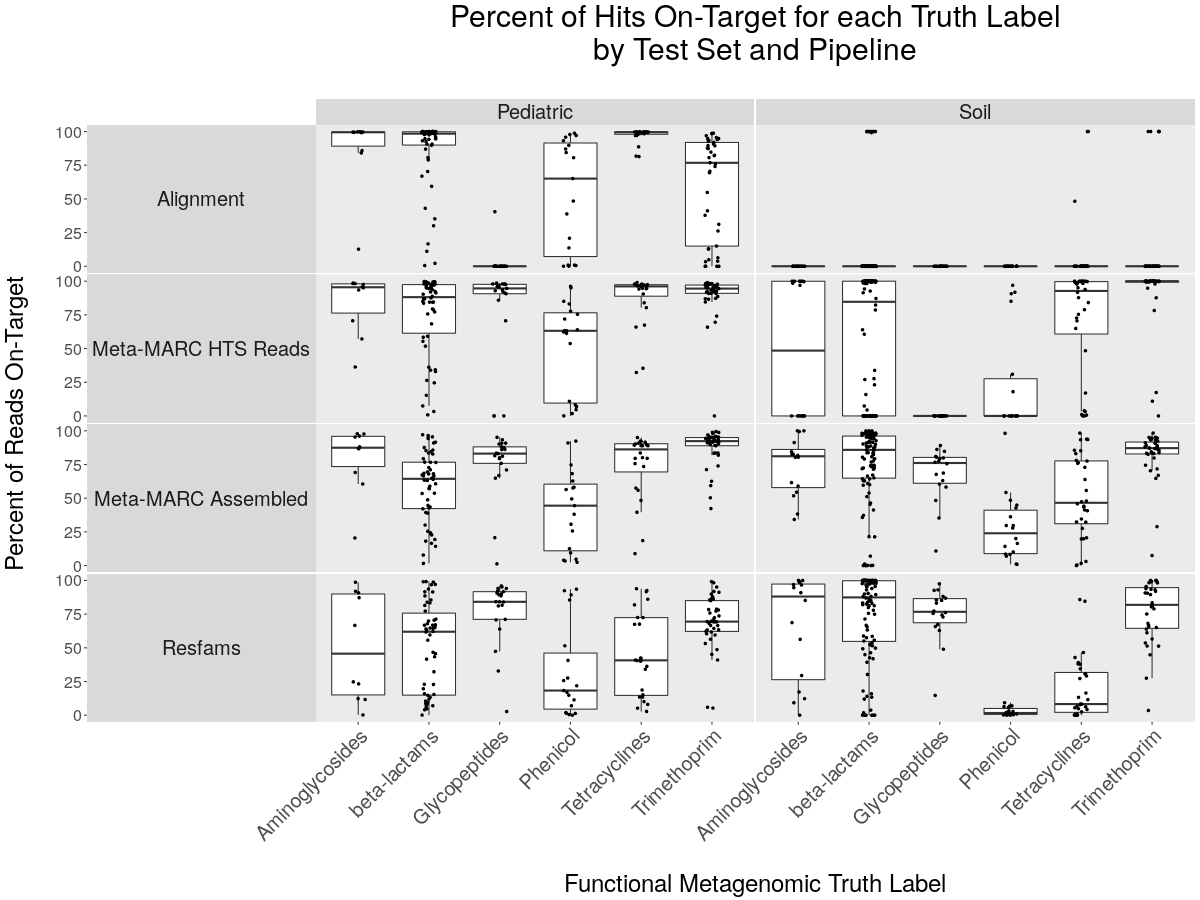 Percent of Hits On-Target for each Truth Label
by Test Set and Pipeline
Pediatric
Soil
Percent of Reads On-Target
Alignment
100
75
50
25
0
Meta-MARC HTS Reads
100
75
50
25
0
Meta-MARC Assembled
100
75
50
25
0
Resfams
100
75
50
25
0
Aminoglycosides
beta-lactams
Glycopeptides
Phenicol
Tetracyclines
Trimethoprim
Aminoglycosides
beta-lactams
Glycopeptides
Phenicol
Tetracyclines
Trimethoprim
Functional Metagenomic Truth Label